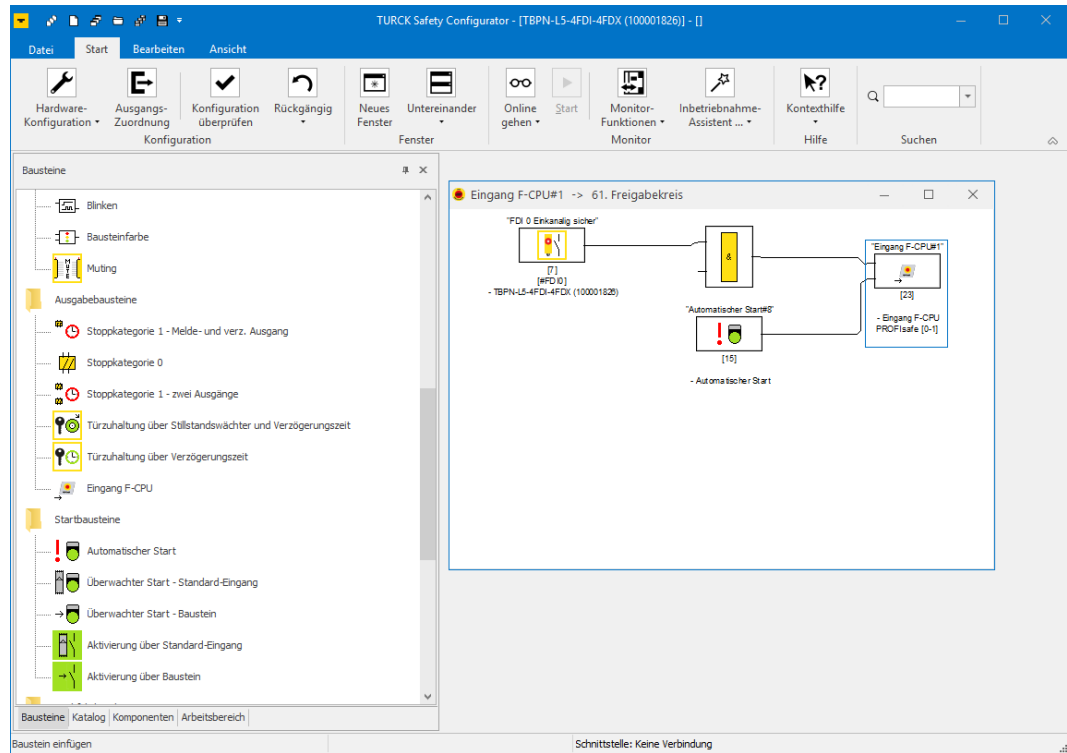 TURCK Safety Configurator - [TBPN-L5-4FDI-4FDX (100001826)] - []
Datei Start Bearbeiten Ansicht
Hardware-
Konfiguration
Ausgangs-
Zuordnung
Konfiguration
überprüfen
Rückgängig
Neues
Fenster
Untereinander
Online
gehen
Start
Monitor-
Funktionen
Inbetriebnahme-
Assistent ...
Kontexthilfe
Konfiguration Fenster Monitor Hilfe Suchen
Bausteine
Blinken
Bausteinfarbe
Muting
Ausgabebausteine
Stoppkategorie 1 - Melde- und verz. Ausgang
Stoppkategorie 0
Stoppkategorie 1 - zwei Ausgänge
Türzuhaltung über Stillstandswächter und Verzögerungszeit
Türzuhaltung über Verzögerungszeit
Eingang F-CPU
Startbausteine
Automatischer Start
Überwachter Start - Standard-Eingang
Überwachter Start - Baustein
Aktivierung über Standard-Eingang
Aktivierung über Baustein
Bausteine Katalog Komponenten Arbeitsbereich
Eingang F-CPU#1 -> 61. Freigabekreis
"FDI 0 Einkanalig sicher"
[7]
[#FDI0]
- TBPN-L5-4FDI-4FDX (100001826)
&
"Automatischer Start#8"
[15]
- Automatischer Start
"Eingang F-CPU#1"
[23]
- Eingang F-CPU
PROFIsafe [0-1]
Baustein einfügen
Schnittstelle: Keine Verbindung